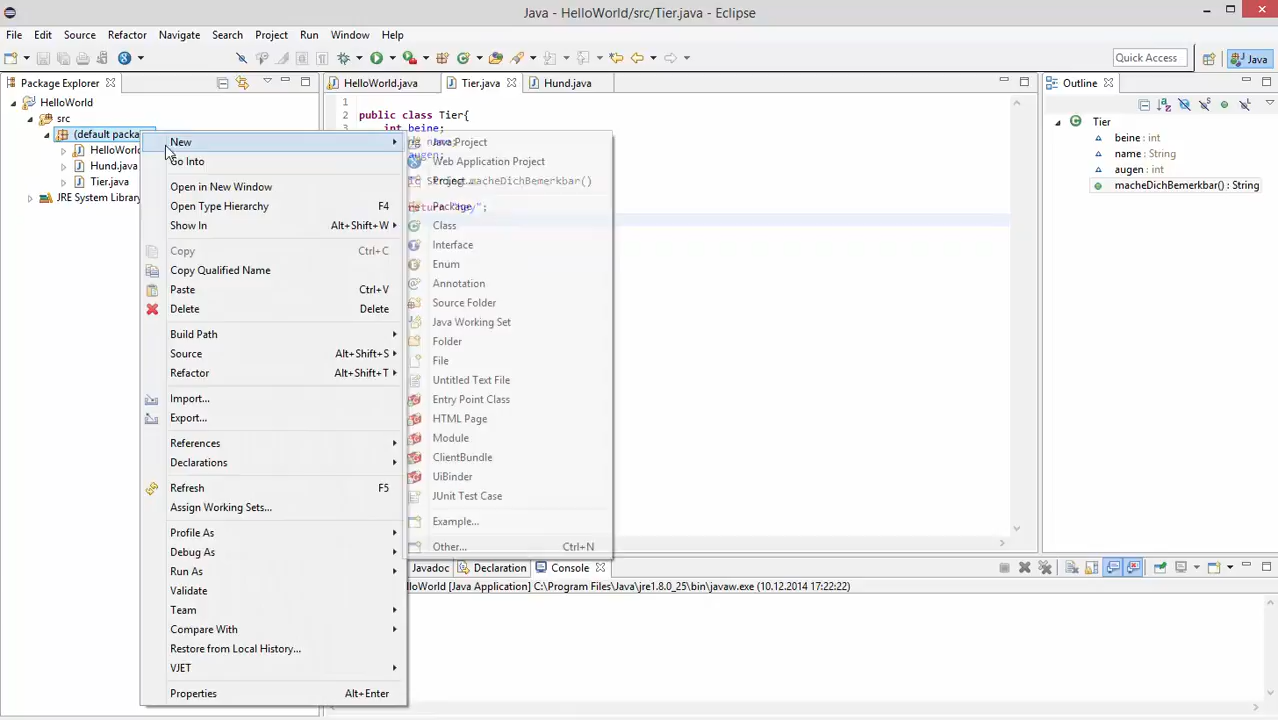 Java - HelloWorld/src/Tier.java - Eclipse
File Edit Source Refactor Navigate Search Project Run Window Help
Quick Access
Java
Package Explorer
HelloWorld
src
(default packa
HelloWorl
Hund.java
Tier.java
JRE System Library
HelloWorld.java
Tier.java
Hund.java
1
2 public class Tier{
3 int beine;
augen;
macheDichBemerkbar()
New
Go Into
Open in New Window
Open Type Hierarchy F4
Show In Alt+Shift+W
Copy Ctrl+C
Copy Qualified Name
Paste Ctrl+V
Delete Delete
Build Path
Source Alt+Shift+S
Refactor Alt+Shift+T
Import...
Export...
References
Declarations
Refresh F5
Assign Working Sets...
Profile As
Debug As
Run As
Validate
Team
Compare With
Restore from Local History...
VJET
Properties Alt+Enter
Java Project
Web Application Project
Project...
Package
Class
Interface
Enum
Annotation
Source Folder
Java Working Set
Folder
File
Untitled Text File
Entry Point Class
HTML Page
Module
ClientBundle
UiBinder
JUnit Test Case
Example...
Other... Ctrl+N
Outline
Tier
beine : int
name : String
augen : int
macheDichBemerkbar() : String
Javadoc
Declaration
Console
lloWorld [Java Application] C:\Program Files\Java\jre1.8.0_25\bin\javaw.exe (10.12.2014 17:22:22)